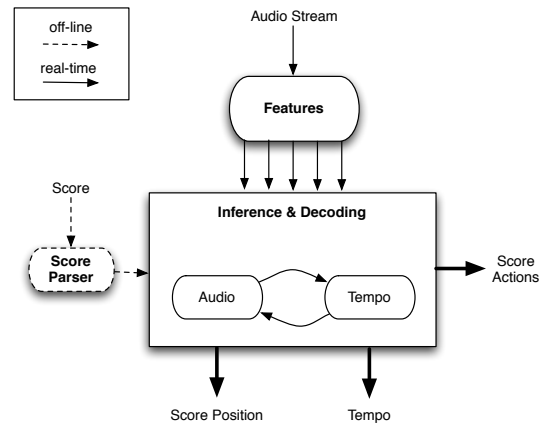 off-line
real-time
Audio Stream
Features
Score
Score
Parser
Inference & Decoding
Audio
Tempo
Score
Actions
Score Position
Tempo